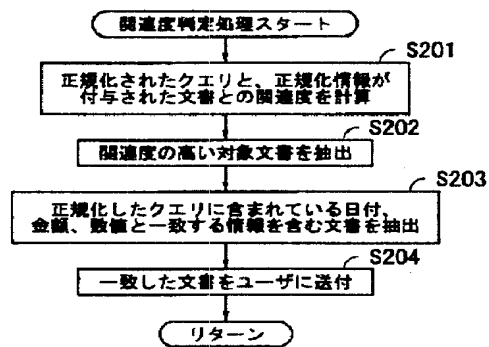 関連度判定処理スタート
S201
正規化されたクエリと、正規化情報が
付与された文書との関連度を計算
S202
関連度の高い対象文書を抽出
S203
正規化したクエリに含まれている日付、
金額、数値と一致する情報を含む文書を抽出
S204
一致した文書をユーザに送付
リターン